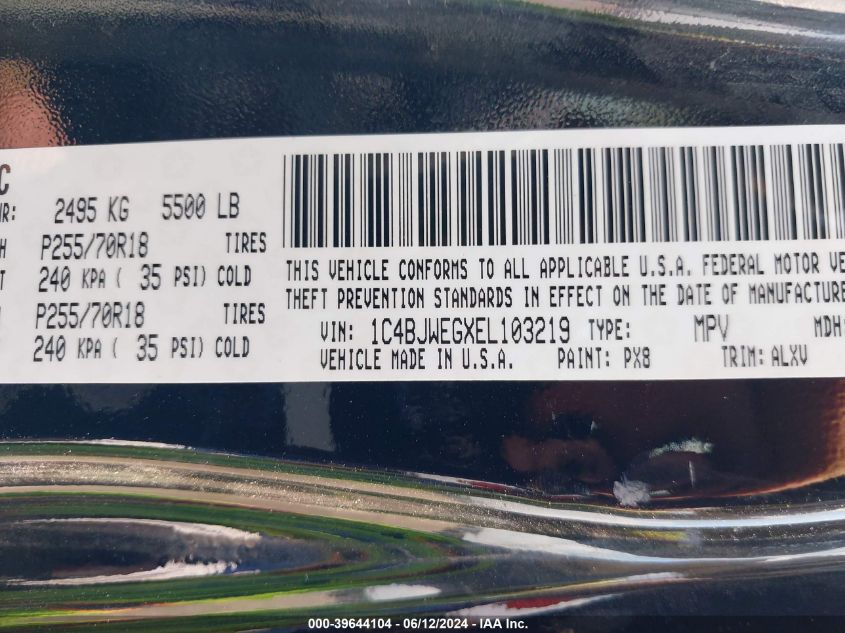 C
WR: 2495 KG 5500 LB
H P255/70R18 TIRES
T 240 KPA ( 35 PSI) COLD
P255/70R18 TIRES
240 KPA ( 35 PSI) COLD
THIS VEHICLE CONFORMS TO ALL APPLICABLE U.S.A. FEDERAL MOTOR VE
THEFT PREVENTION STANDARDS IN EFFECT ON THE DATE OF MANUFACTURE
VIN: 1C4BJWEGXEL103219 TYPE: MPV MDH:
VEHICLE MADE IN U.S.A. PAINT: PX8 TRIM: ALXV
000-39644104 - 06/12/2024 - IAA Inc.